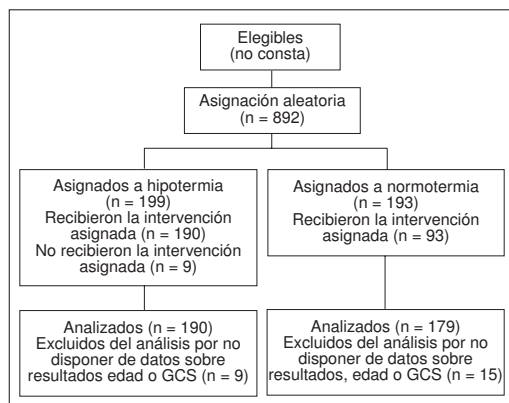 Elegibles
(no consta)
Asignación aleatoria
(n = 892)
Asignados a hipotermia
(n = 199)
Recibieron la intervención
asignada (n = 190)
No recibieron la intervención
asignada (n = 9)
Asignados a normotermia
(n = 193)
Recibieron la intervención
asignada (n = 93)
Analizados (n = 190)
Excluidos del análisis por no
disponer de datos sobre
resultados edad o GCS (n = 9)
Analizados (n = 179)
Excluidos del análisis por no
disponer de datos sobre
resultados, edad o GCS (n = 15)